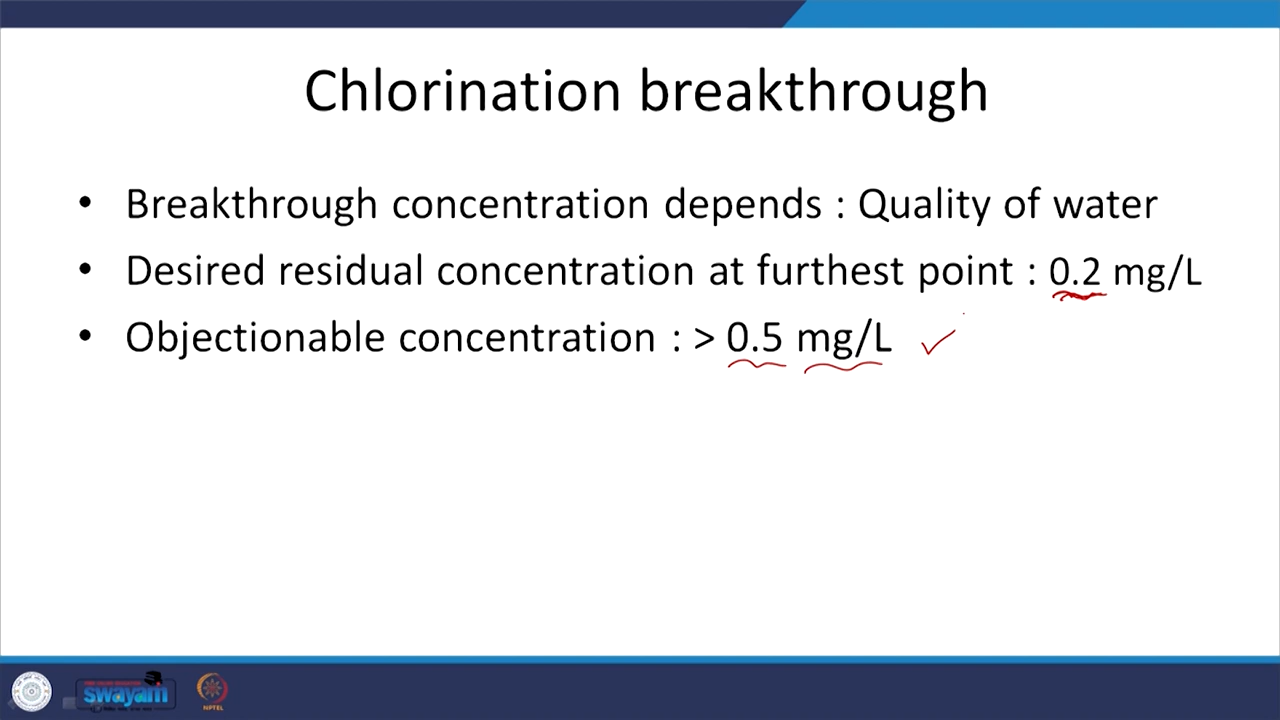 Chlorination breakthrough
• Breakthrough concentration depends : Quality of water
• Desired residual concentration at furthest point : 0.2 mg/L
• Objectionable concentration : > 0.5 mg/L
swayam
NPTEL